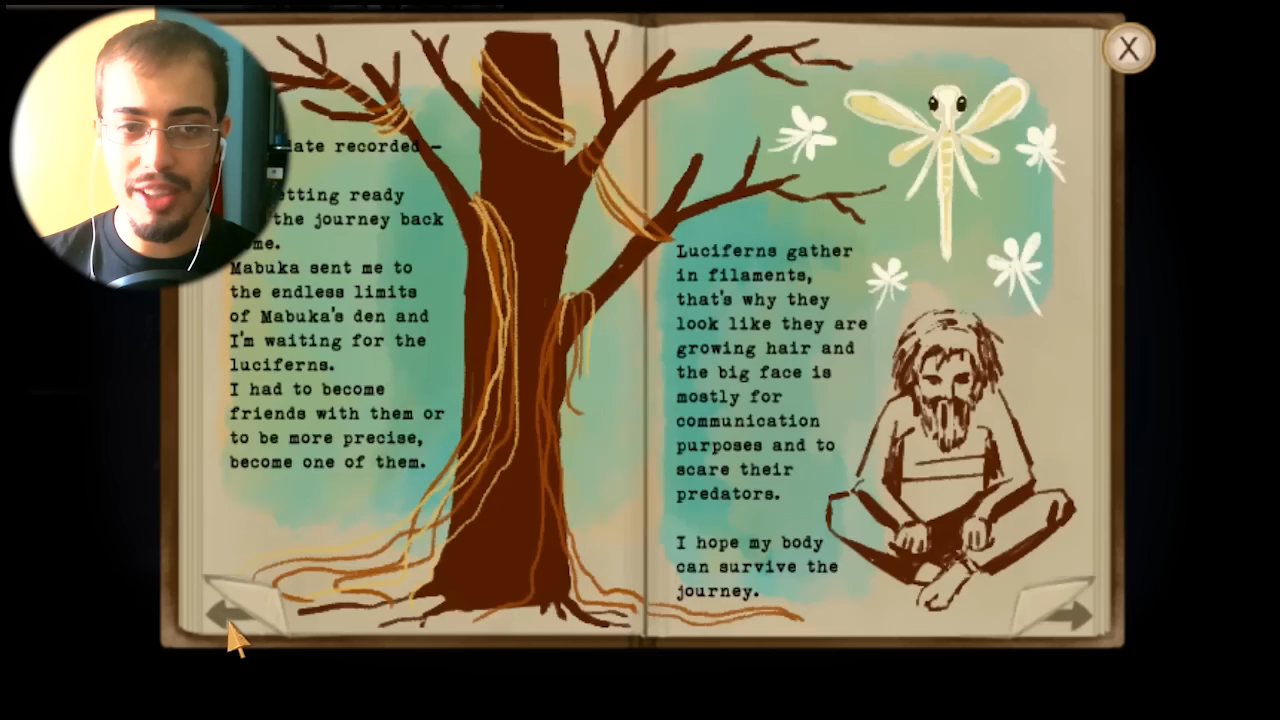 recorded —
ready
the journey back
Mabuka sent me to
the endless limits
of Mabuka's den and
I'm waiting for the
luciferns.
I had to become
friends with them or
to be more precise,
become one of them.
Luciferns gather
in filaments,
that's why they
look like they are
growing hair and
the big face is
mostly for
communication
purposes and to
scare their
predators.
I hope my body
can survive the
journey.
X